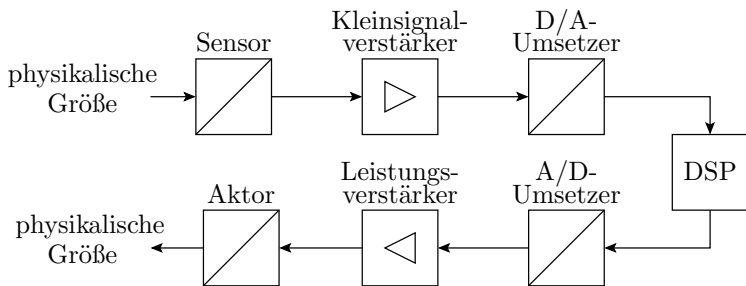 Sensor
Kleinsignal-
verstärker
D/A-
Umsetzer
physikalische
Größe
DSP
Aktor
Leistungs-
verstärker
A/D-
Umsetzer
physikalische
Größe